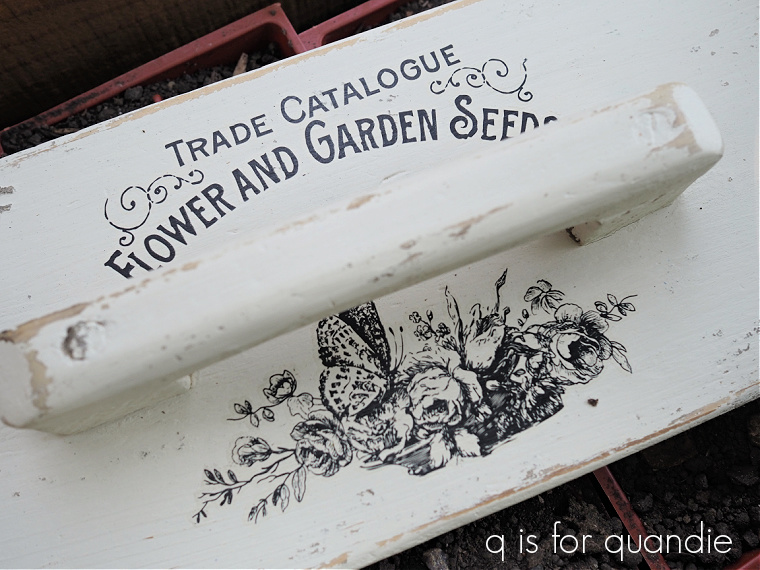 TRADE CATALOGUE
FLOWER AND GARDEN SEEDS
q is for quandie